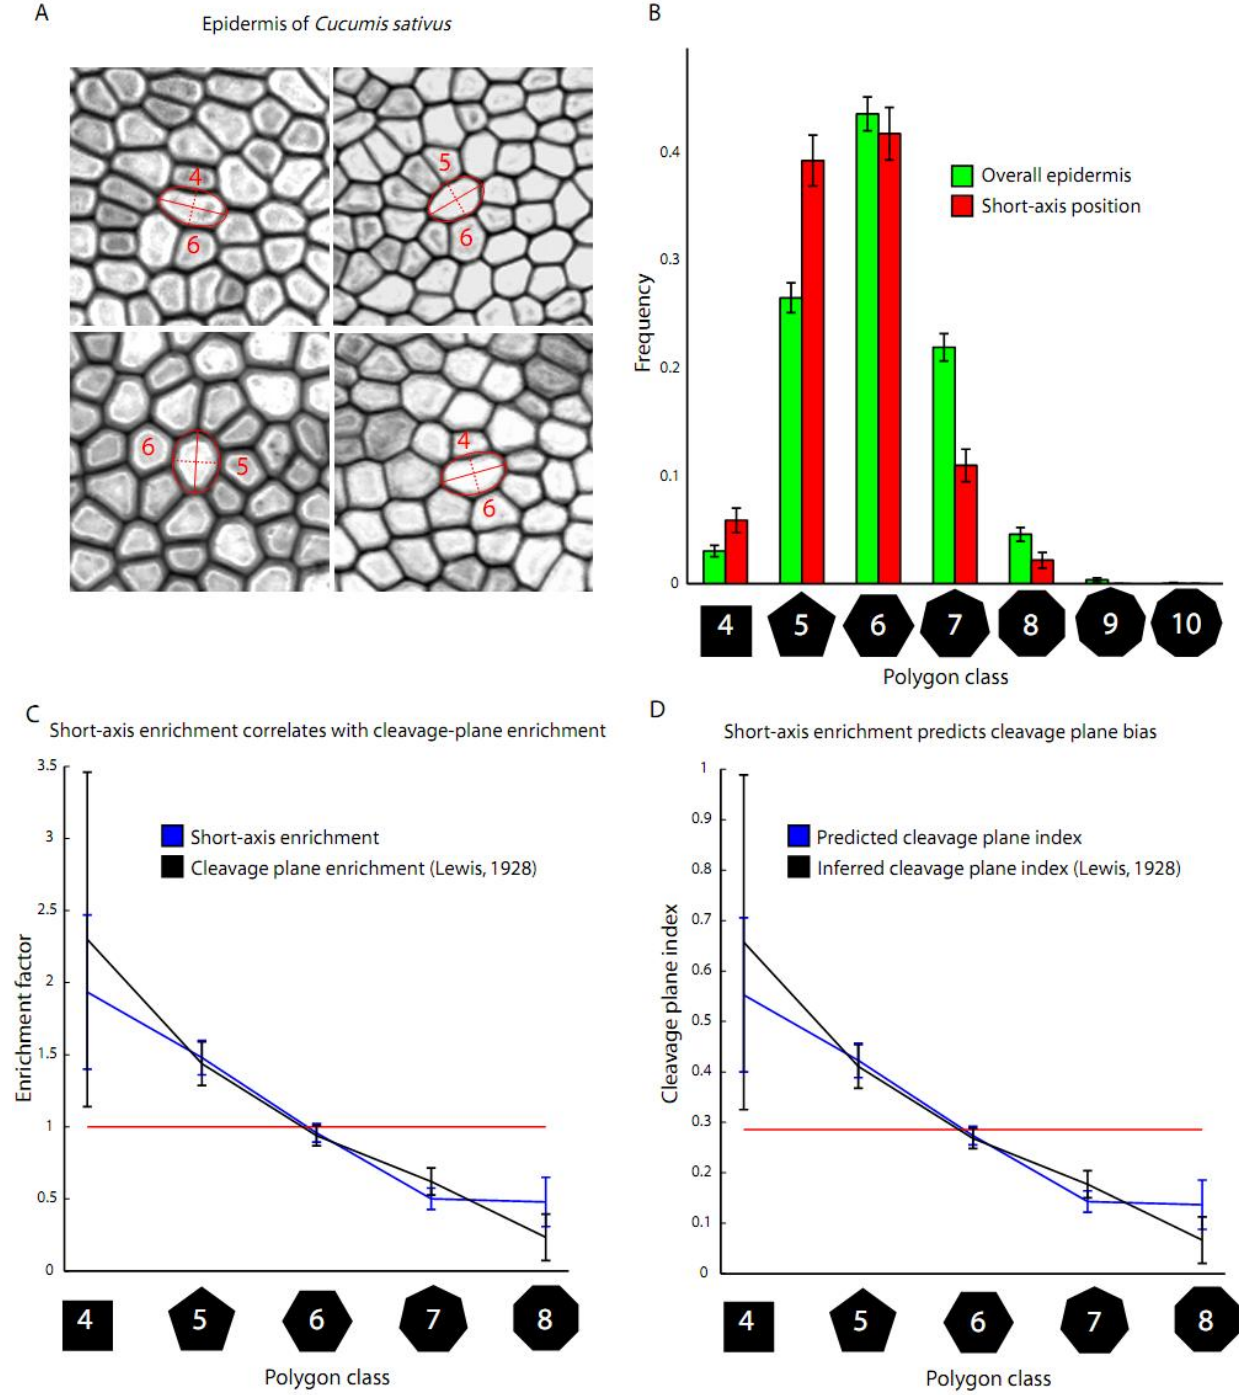 A
Epidermis of Cucumis sativus
4
6
5
6
6
5
4
6
B
Frequency
0.4
0.3
0.2
0.1
0
Overall epidermis
Short-axis position
4 5 6 7 8 9 10
Polygon class
C
Short-axis enrichment correlates with cleavage-plane enrichment
Enrichment factor
3.5
3
2.5
2
1.5
1
0.5
0
Short-axis enrichment
Cleavage plane enrichment (Lewis, 1928)
4 5 6 7 8
Polygon class
D
Short-axis enrichment predicts cleavage plane bias
Cleavage plane index
1
0.9
0.8
0.7
0.6
0.5
0.4
0.3
0.2
0.1
0
Predicted cleavage plane index
Inferred cleavage plane index (Lewis, 1928)
4 5 6 7 8
Polygon class